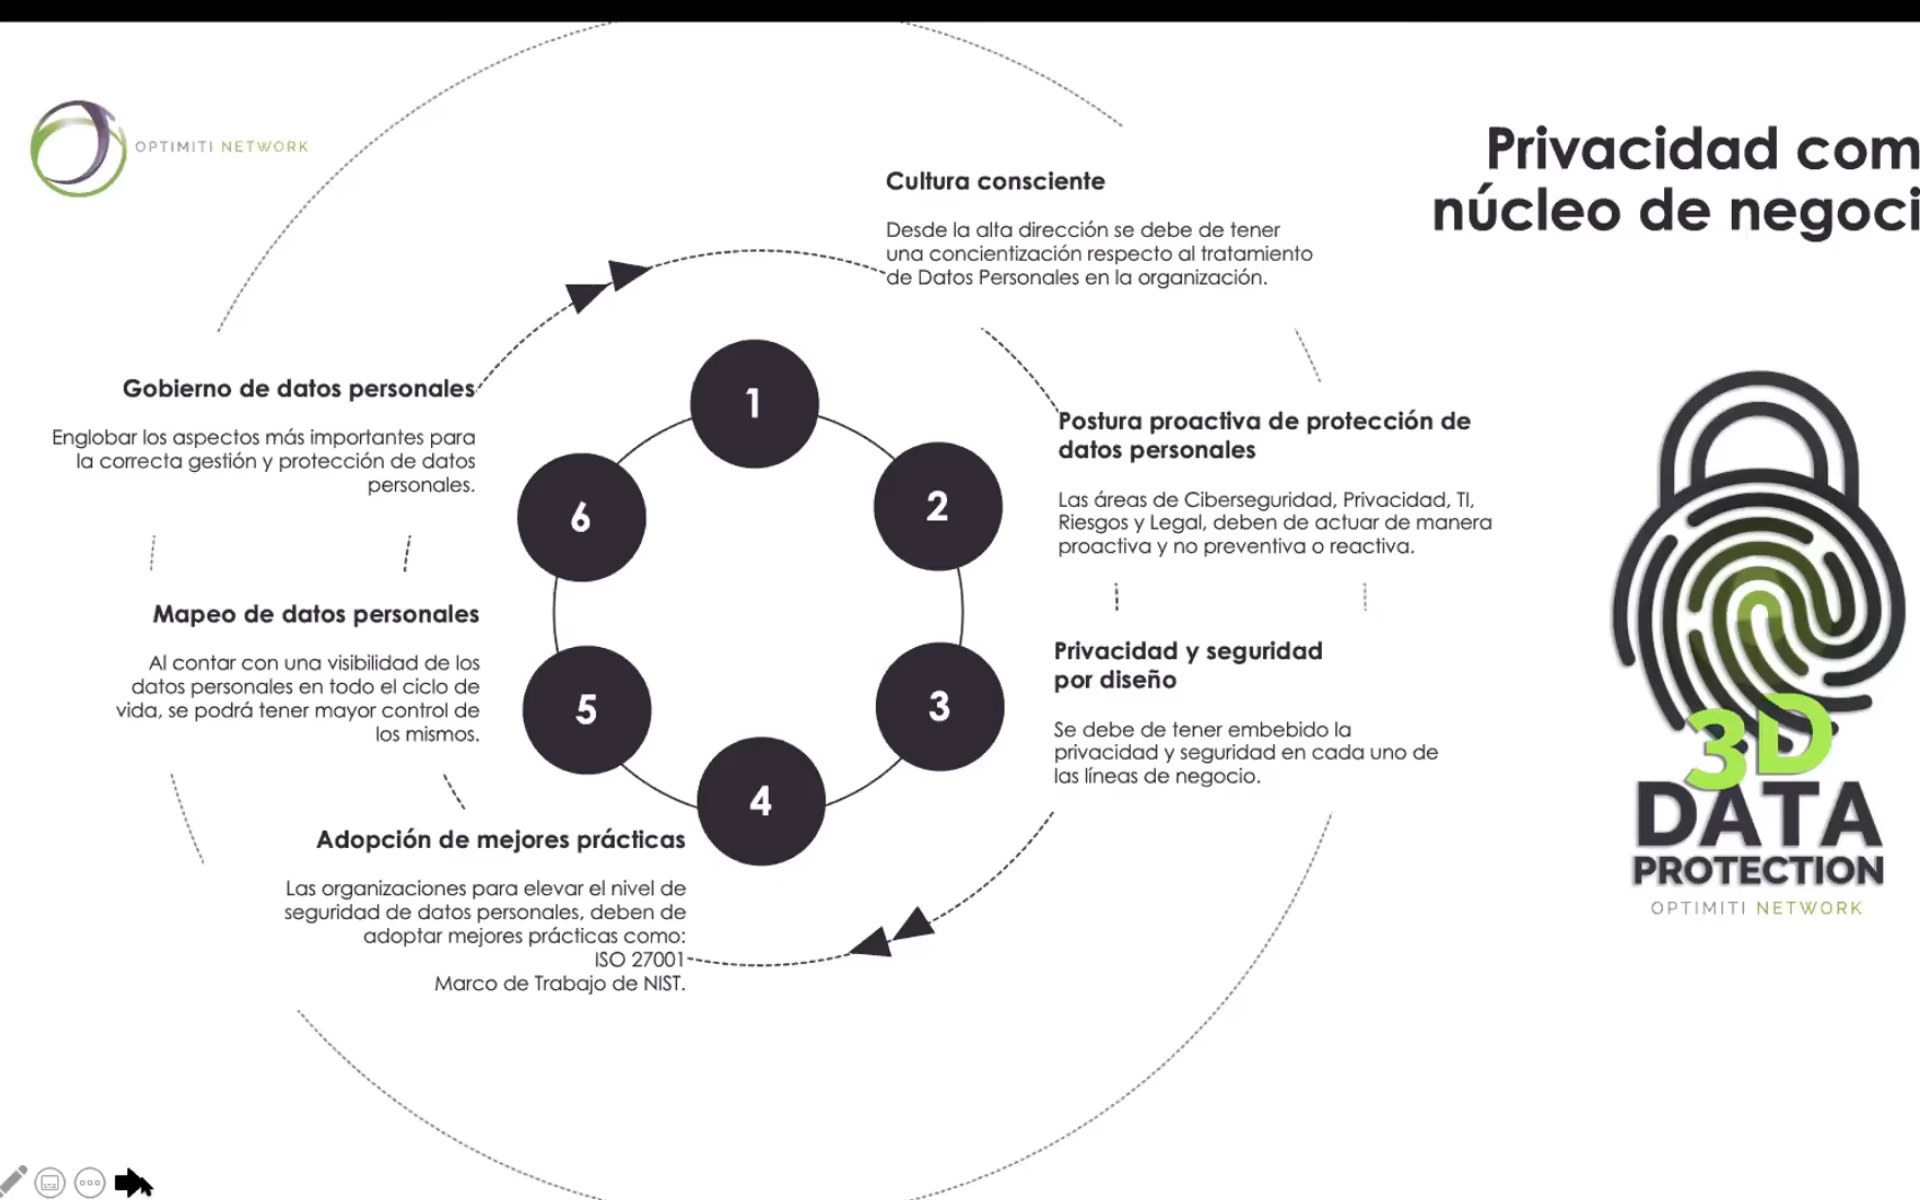 OPTIMITI NETWORK
Privacidad com
núcleo de negoci
Cultura consciente
Desde la alta dirección se debe de tener
una concientización respecto al tratamiento
de Datos Personales en la organización.
1
2
3
4
5
6
Postura proactiva de protección de
datos personales
Las áreas de Ciberseguridad, Privacidad, TI,
Riesgos y Legal, deben de actuar de manera
proactiva y no preventiva o reactiva.
Privacidad y seguridad
por diseño
Se debe de tener embebido la
privacidad y seguridad en cada uno de
las líneas de negocio.
Adopción de mejores prácticas
Las organizaciones para elevar el nivel de
seguridad de datos personales, deben de
adoptar mejores prácticas como:
ISO 27001
Marco de Trabajo de NIST.
Mapeo de datos personales
Al contar con una visibilidad de los
datos personales en todo el ciclo de
vida, se podrá tener mayor control de
los mismos.
Gobierno de datos personales
Englobar los aspectos más importantes para
la correcta gestión y protección de datos
personales.
3D
DATA
PROTECTION
OPTIMITI NETWORK